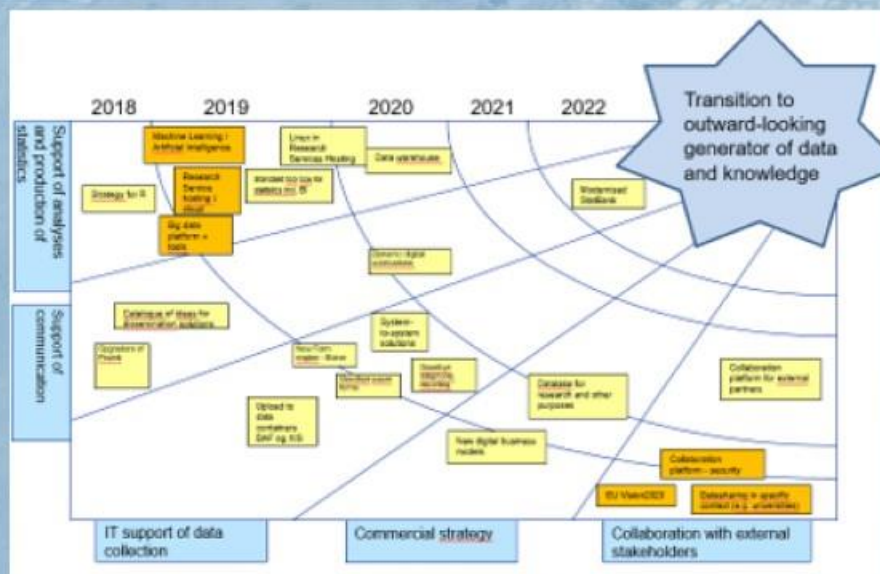 2018
2019
2020
2021
2022
Transition to
outward-looking
generator of data
and knowledge
Support of analyses
and production of
statistics
Machine Learning /
Artificial Intelligence
Linux in
Research
Services Hosting
Data warehouse
Strategy for R
Research
Service
hosting /
cloud
Standard tool box for
statistics
Modernised
StatBank
Big data
platform +
tools
Support of
communication
Catalogue of ideas for
dissemination solutions
System-
to-system
solutions
Collaboration
platform for external
partners
Database for
research and other
purposes
Upload to
data
containers
New digital business
models
Collaboration
platform - security
EU Vision2020
Datasharing in specific
context (e.g. universities)
IT support of data
collection
Commercial strategy
Collaboration with external
stakeholders